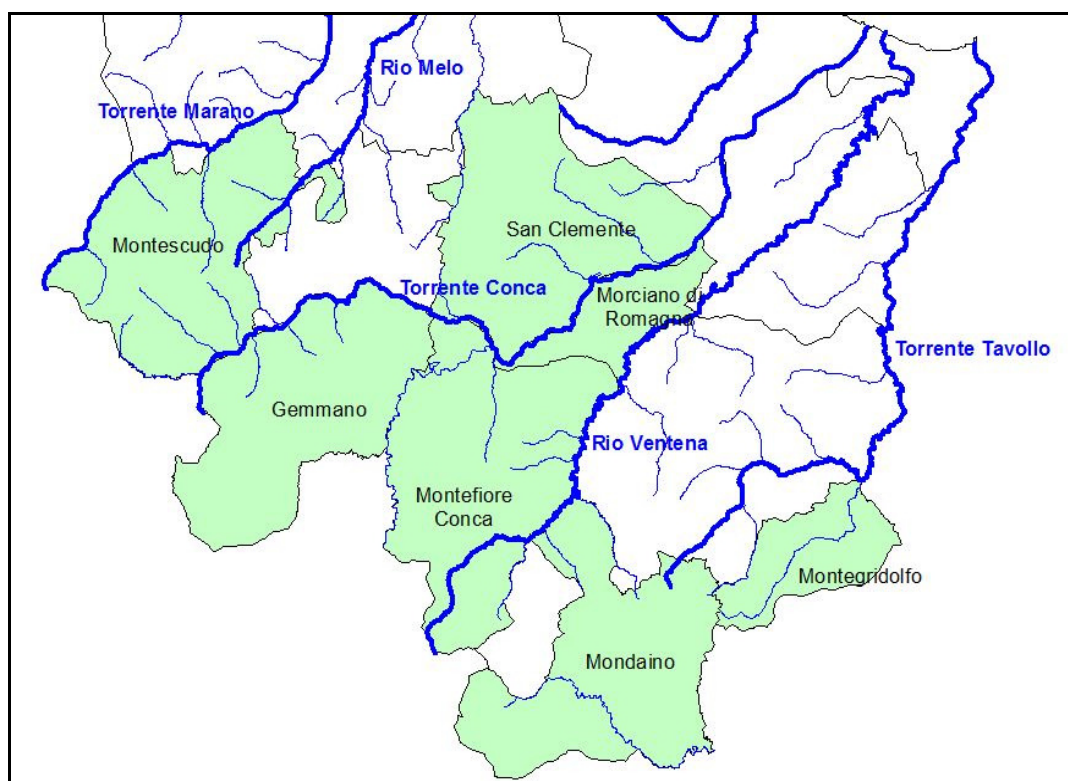 Rio Melo
Torrente Marano
San Clemente
Montescudo
Torrente Conca
Morciano di
Romagna
Torrente Tavollo
Gemmano
Rio Ventena
Montefiore
Conca
Montegridolfo
Mondaino